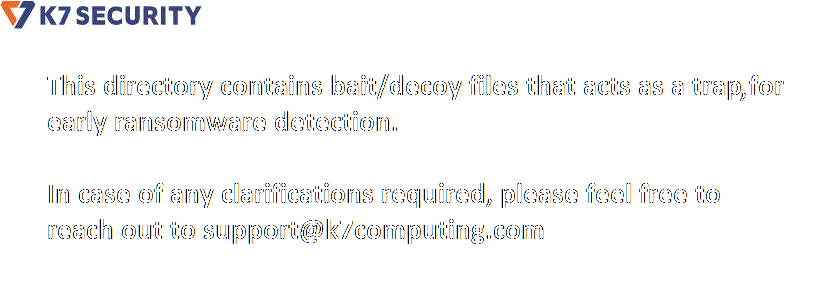 K7 SECURITY
This directory contains bait/decoy files that acts as a trap,for
early ransomware detection.
In case of any clarifications required, please feel free to
reach out to support@k7computing.com